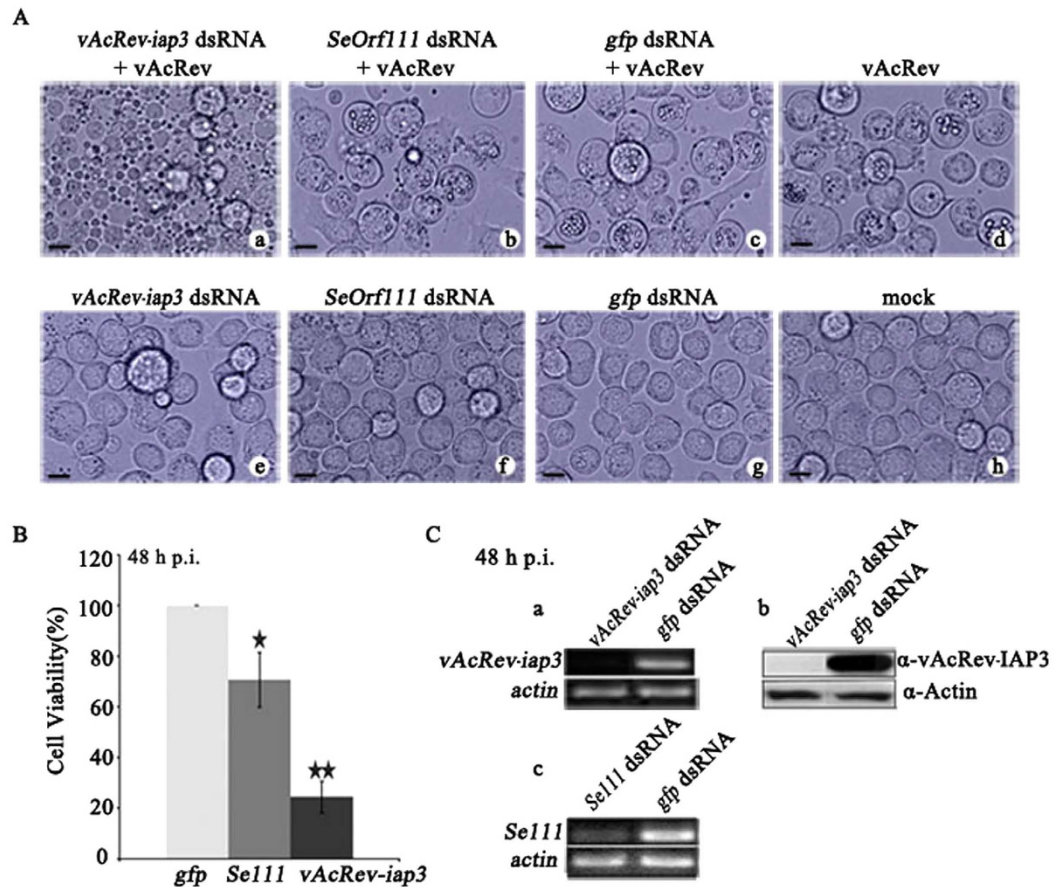 A
vAcRev-iap3 dsRNA
+ vAcRev
SeOrf111 dsRNA
+ vAcRev
gfp dsRNA
+ vAcRev
vAcRev
a
b
c
d
vAcRev-iap3 dsRNA
SeOrf111 dsRNA
gfp dsRNA
mock
e
f
g
h
B
48 h p.i.
Cell Viability(%)
120
100
80
60
40
20
0
gfp
Se111
vAcRev-iap3
C
48 h p.i.
a
vAcRev-iap3 dsRNA
gfp dsRNA
vAcRev-iap3
actin
b
vAcRev-iap3 dsRNA
gfp dsRNA
α-vAcRev-IAP3
α-Actin
c
Se111 dsRNA
gfp dsRNA
Se111
actin